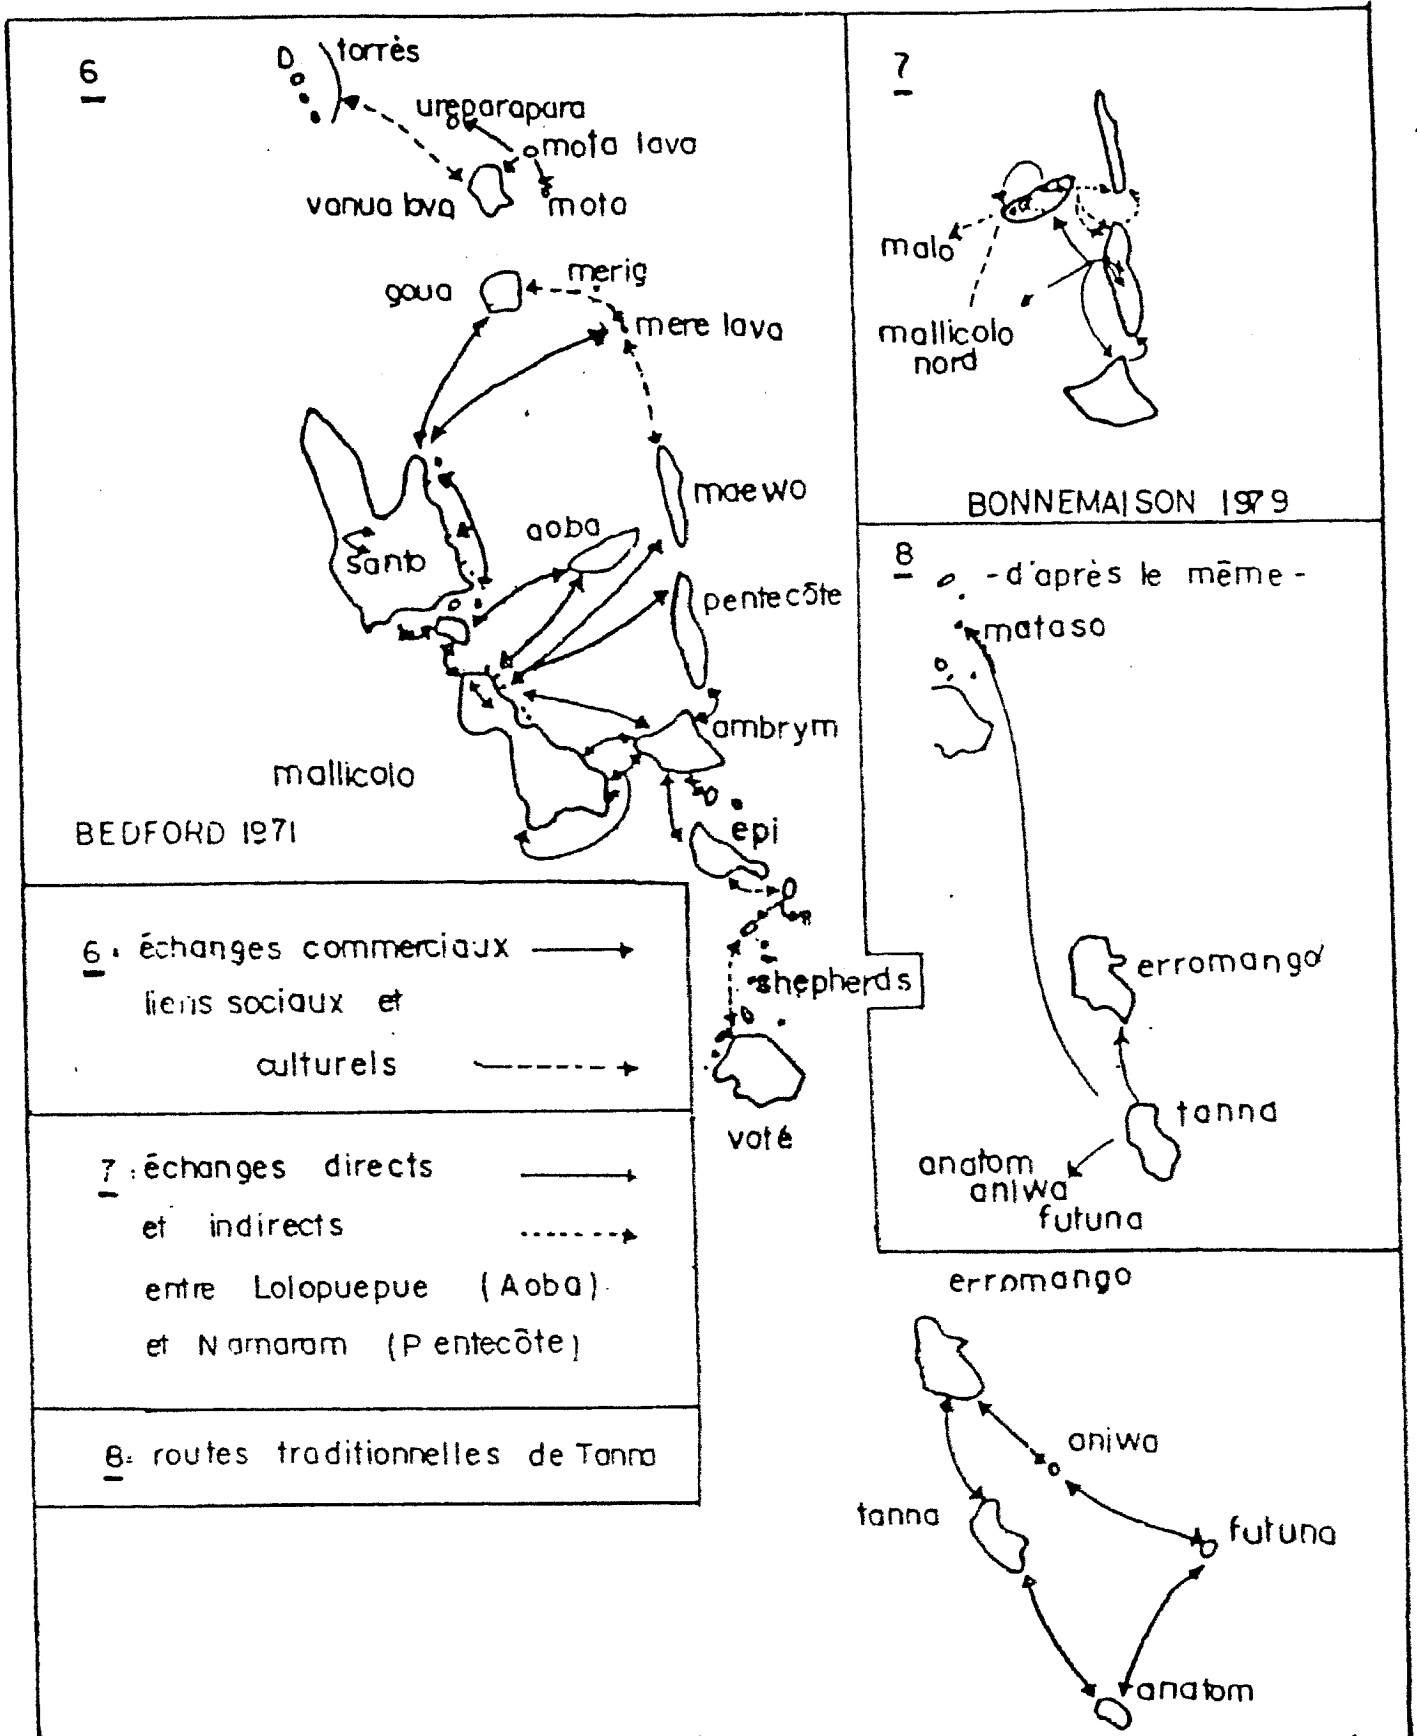 6
torrès
ureparapara
mota lava
vanua lava
mota
merig
goua
mere lava
maewo
aoba
santo
pentecôte
ambrym
mallicolo
BEDFORD 1971
epi
shepherds
vaté
7
malo
mallicolo
nord
BONNEMAISON 1979
8
-d'après le même-
mataso
erromango
tanna
anatom
aniwa
futuna
6: échanges commerciaux
liens sociaux et
culturels
7: échanges directs
et indirects
entre Lolopuepue (Aoba)
et Namaram (Pentecôte)
8: routes traditionnelles de Tanna
erromango
aniwa
tanna
futuna
anatom